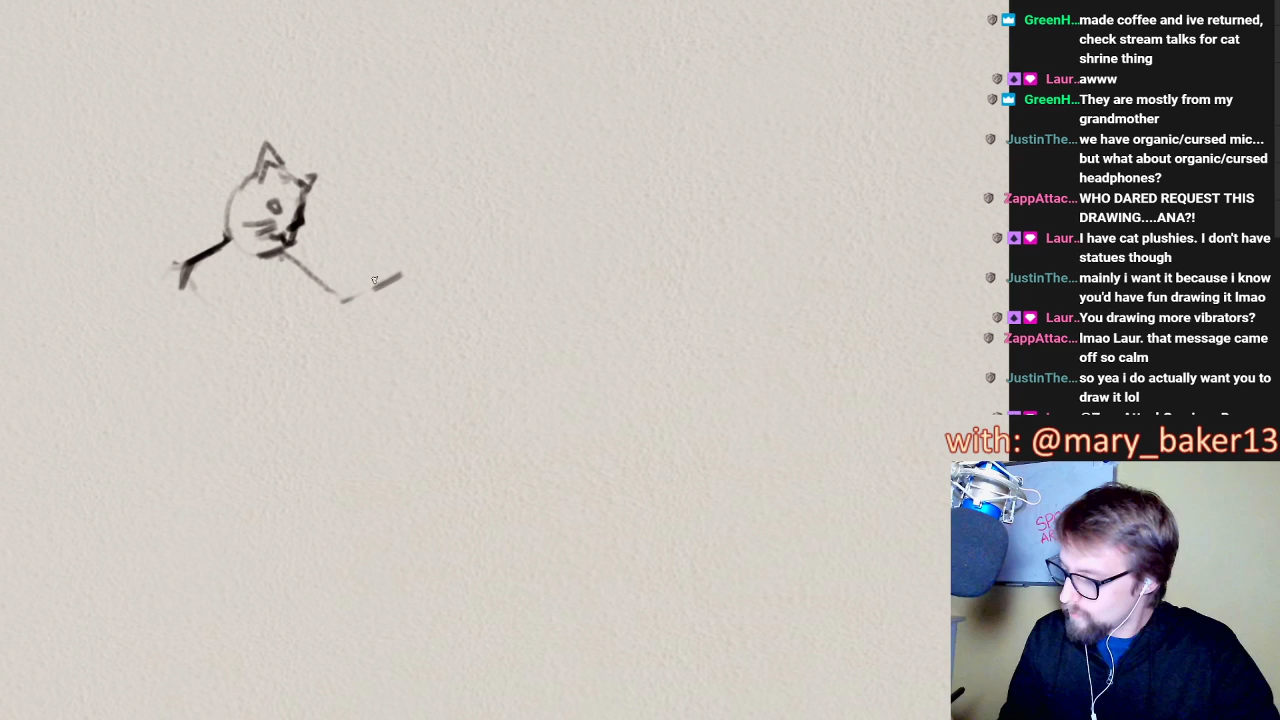 GreenH... made coffee and ive returned,
check stream talks for cat
shrine thing
Laur.. awww
GreenH... They are mostly from my
grandmother
JustinThe... we have organic/cursed mic...
but what about organic/cursed
headphones?
ZappAttac... WHO DARED REQUEST THIS
DRAWING....ANA?!
Laur.. I have cat plushies. I don't have
statues though
JustinThe... mainly i want it because i know
you'd have fun drawing it lmao
Laur.. You drawing more vibrators?
ZappAttac... lmao Laur. that message came
off so calm
JustinThe... so yea i do actually want you to
draw it lol
with: @mary_baker13